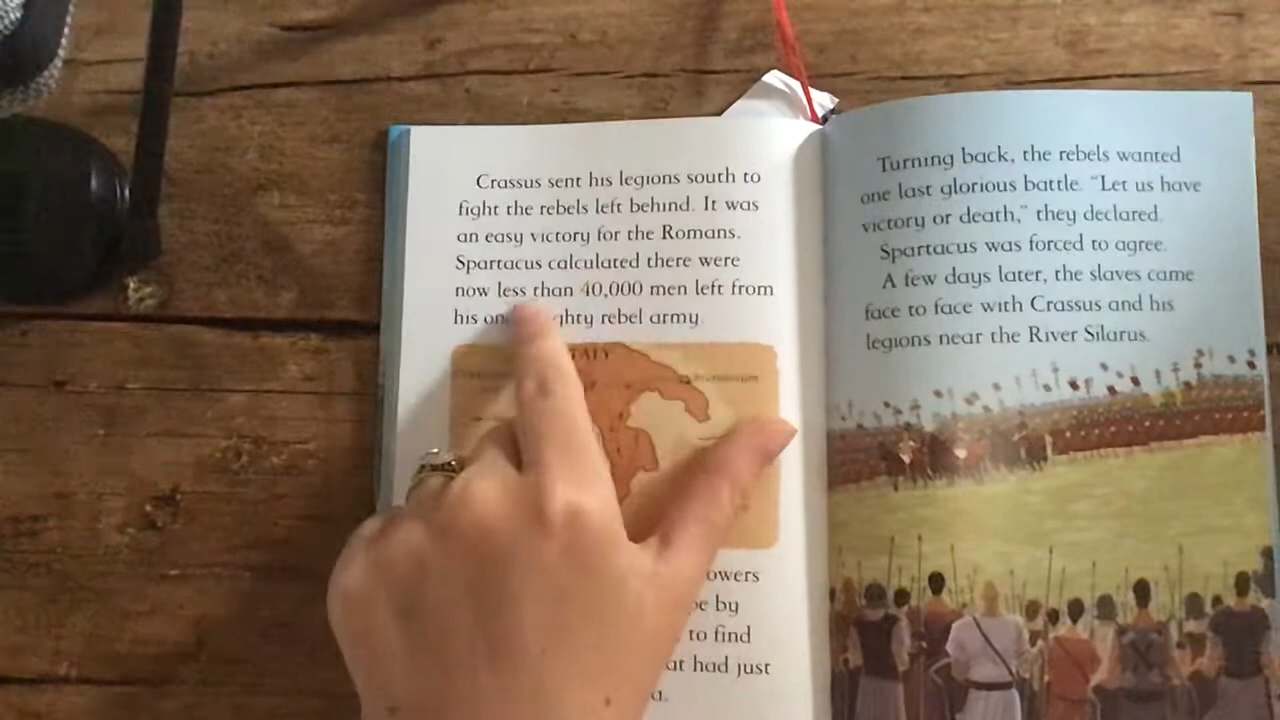 Crassus sent his legions south to
fight the rebels left behind. It was
an easy victory for the Romans.
Spartacus calculated there were
now less than 40,000 men left from
his rebel army.
to find
had just
Turning back, the rebels wanted
one last glorious battle. “Let us have
victory or death,” they declared.
Spartacus was forced to agree.
A few days later, the slaves came
face to face with Crassus and his
legions near the River Silarus.